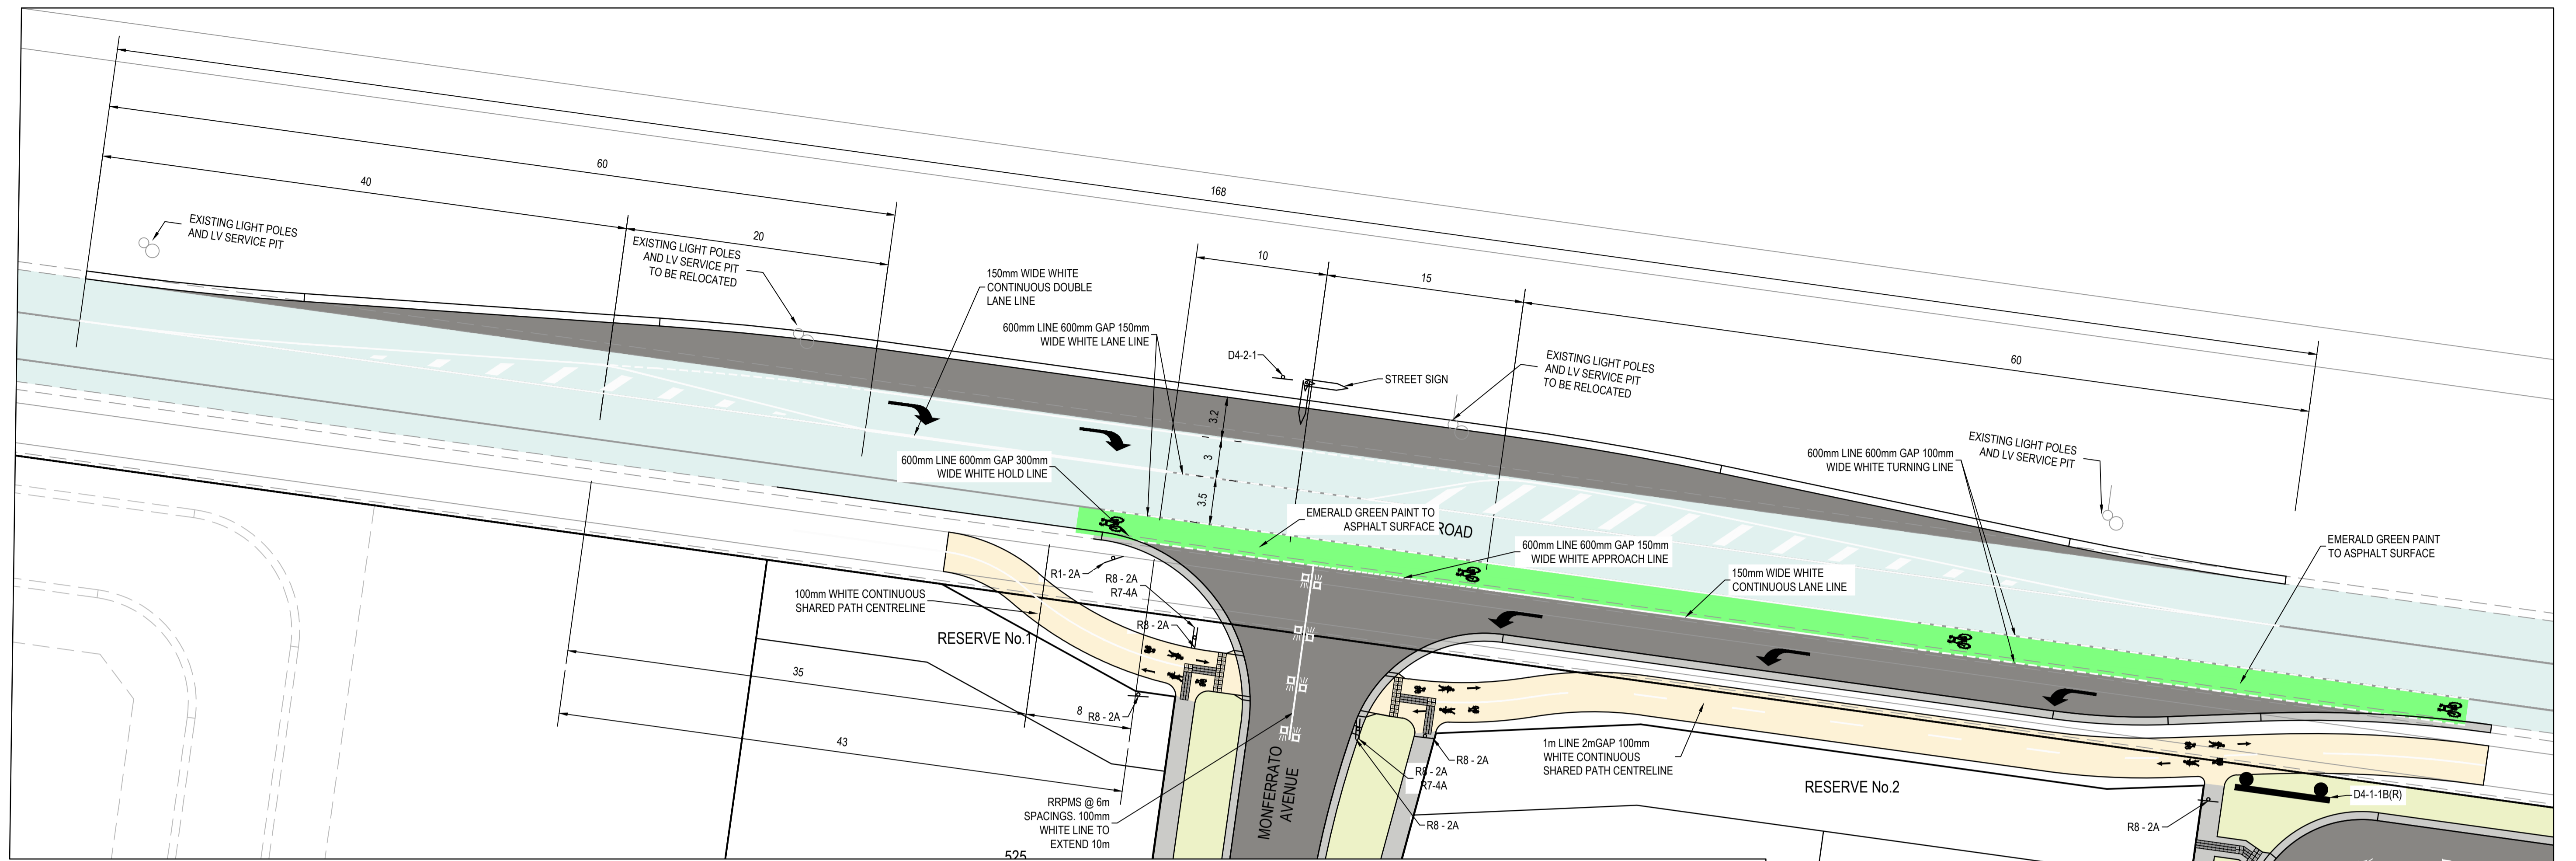 168
60
40
20
EXISTING LIGHT POLES
AND LV SERVICE PIT
EXISTING LIGHT POLES
AND LV SERVICE PIT
TO BE RELOCATED
10
15
60
150mm WIDE WHITE
CONTINUOUS DOUBLE
LANE LINE
600mm LINE 600mm GAP 150mm
WIDE WHITE LANE LINE
D4-2-1
STREET SIGN
EXISTING LIGHT POLES
AND LV SERVICE PIT
TO BE RELOCATED
3.2
3
3.5
600mm LINE 600mm GAP 300mm
WIDE WHITE HOLD LINE
600mm LINE 600mm GAP 100mm
WIDE WHITE TURNING LINE
EXISTING LIGHT POLES
AND LV SERVICE PIT
EMERALD GREEN PAINT TO
ASPHALT SURFACE
ROAD
600mm LINE 600mm GAP 150mm
WIDE WHITE APPROACH LINE
150mm WIDE WHITE
CONTINUOUS LANE LINE
EMERALD GREEN PAINT
TO ASPHALT SURFACE
R1- 2A
R8 - 2A
R7-4A
100mm WHITE CONTINUOUS
SHARED PATH CENTRELINE
R8 - 2A
RESERVE No.1
35
8
R8 - 2A
43
RRPMS @ 6m
SPACINGS. 100mm
WHITE LINE TO
EXTEND 10m
MONFERRATO
AVENUE
R8 - 2A
R8 - 2A
R7-4A
R8 - 2A
1m LINE 2mGAP 100mm
WHITE CONTINUOUS
SHARED PATH CENTRELINE
RESERVE No.2
D4-1-1B(R)
R8 - 2A
525